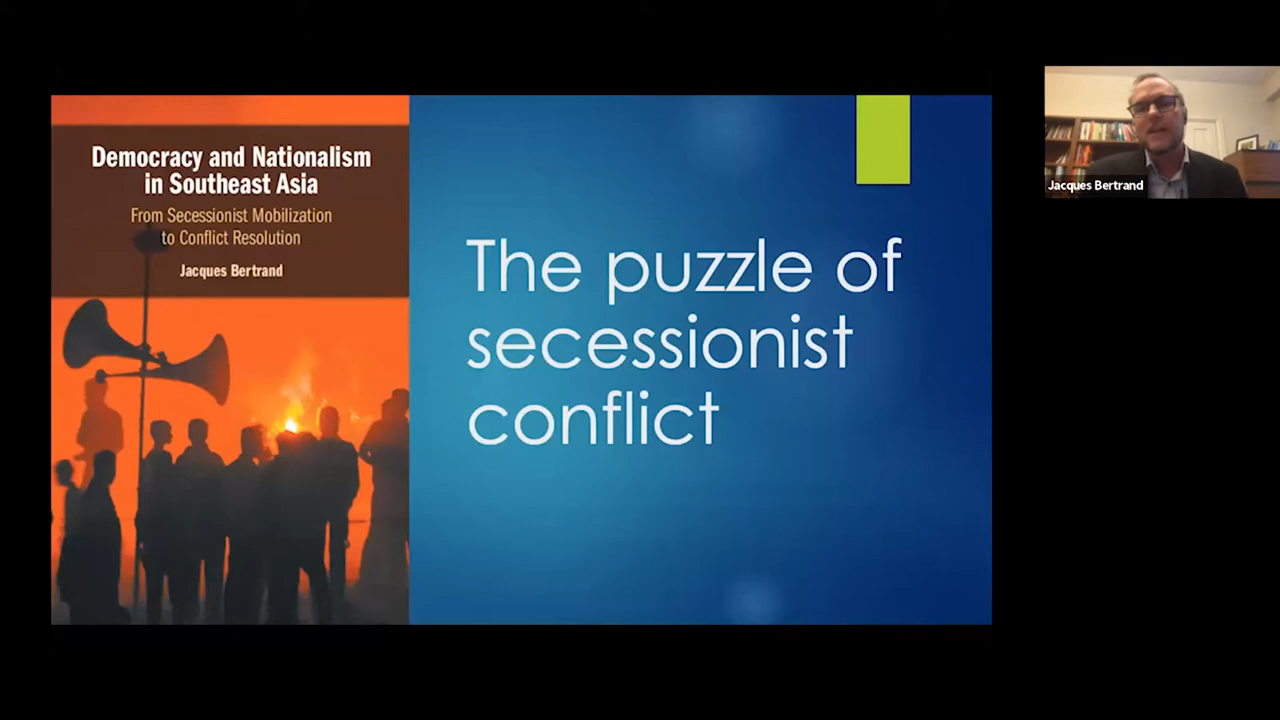 Democracy and Nationalism
in Southeast Asia
From Secessionist Mobilization
to Conflict Resolution
Jacques Bertrand
The puzzle of
secessionist
conflict
Jacques Bertrand